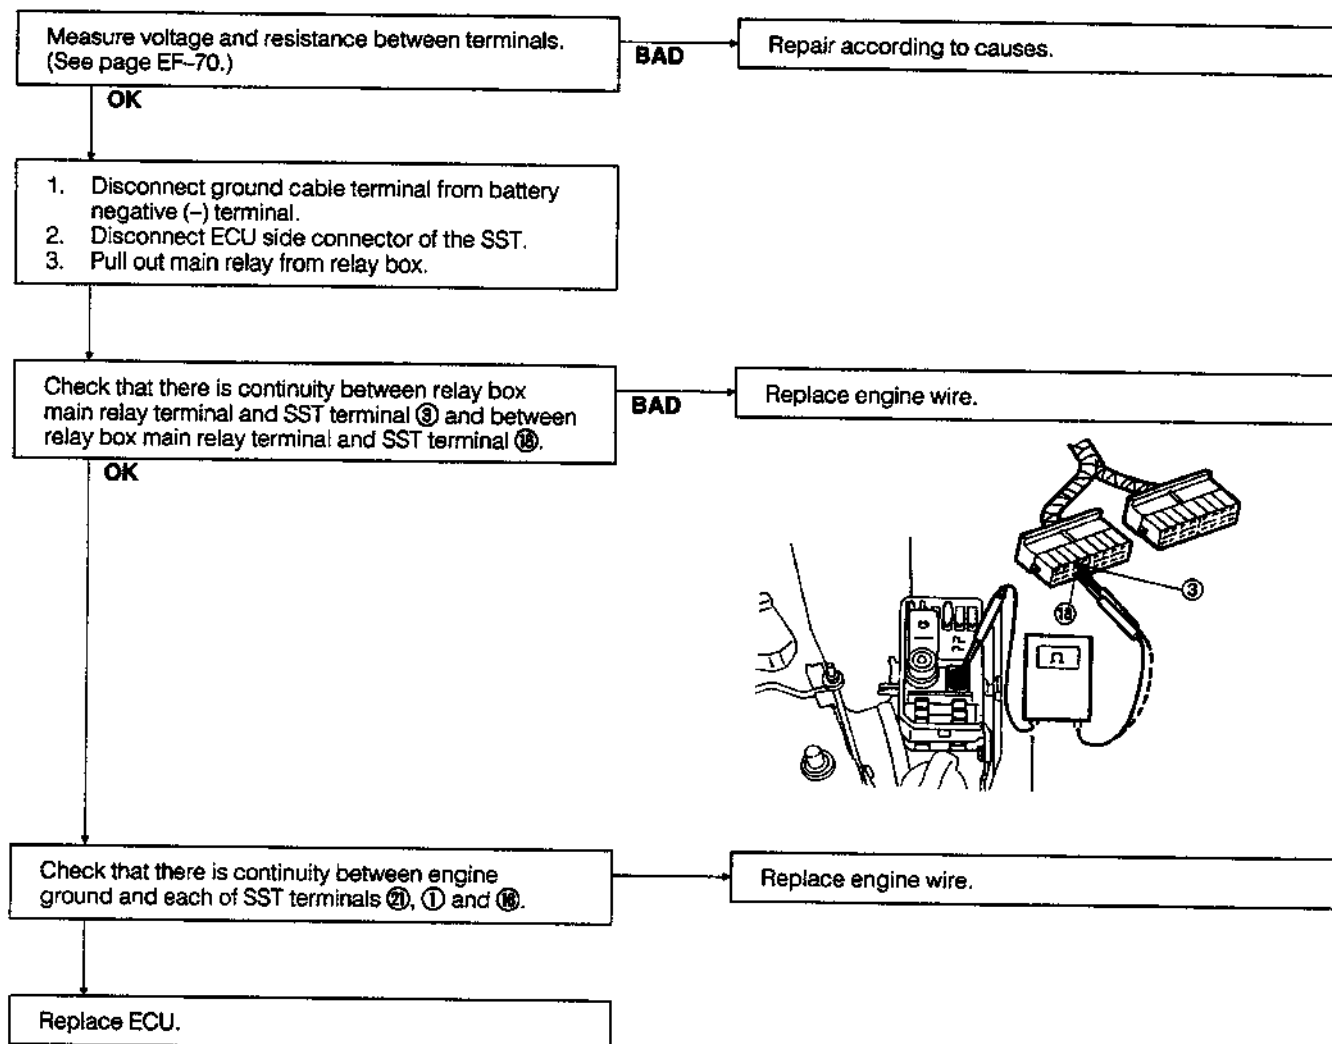 Measure voltage and resistance between terminals.
(See page EF–70.)
BAD
Repair according to causes.
OK
1. Disconnect ground cable terminal from battery
negative (–) terminal.
2. Disconnect ECU side connector of the SST.
3. Pull out main relay from relay box.
Check that there is continuity between relay box
main relay terminal and SST terminal ③ and between
relay box main relay terminal and SST terminal ⑱.
BAD
Replace engine wire.
OK
③
⑱
Ω
Check that there is continuity between engine
ground and each of SST terminals ㉑, ① and ⑯.
Replace engine wire.
Replace ECU.